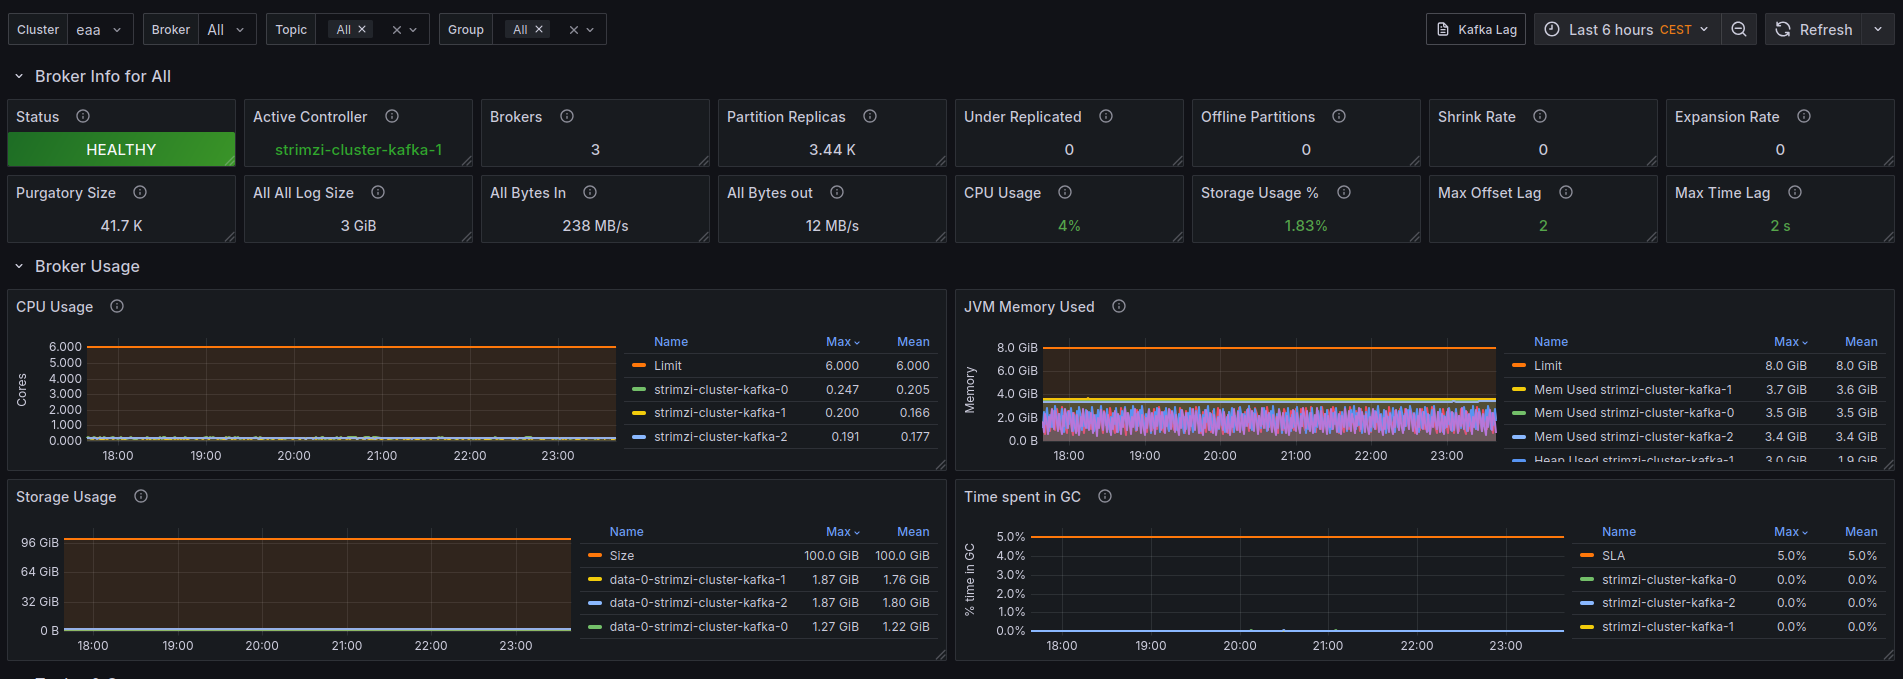 Cluster eaa Broker All Topic All Group All Kafka Lag Last 6 hours CEST Refresh
Broker Info for All
Status Active Controller Brokers Partition Replicas Under Replicated Offline Partitions Shrink Rate Expansion Rate
HEALTHY strimzi-cluster-kafka-1 3 3.44 K 0 0 0 0
Purgatory Size All All Log Size All Bytes In All Bytes out CPU Usage Storage Usage % Max Offset Lag Max Time Lag
41.7 K 3 GiB 238 MB/s 12 MB/s 4% 1.83% 2 2 s
Broker Usage
CPU Usage
Cores
6.000
5.000
4.000
3.000
2.000
1.000
0.000
18:00 19:00 20:00 21:00 22:00 23:00
Name Max Mean
Limit 6.000 6.000
strimzi-cluster-kafka-0 0.247 0.205
strimzi-cluster-kafka-1 0.200 0.166
strimzi-cluster-kafka-2 0.191 0.177
JVM Memory Used
Memory
8.0 GiB
6.0 GiB
4.0 GiB
2.0 GiB
0.0 B
18:00 19:00 20:00 21:00 22:00 23:00
Name Max Mean
Limit 8.0 GiB 8.0 GiB
Mem Used strimzi-cluster-kafka-1 3.7 GiB 3.6 GiB
Mem Used strimzi-cluster-kafka-0 3.5 GiB 3.5 GiB
Mem Used strimzi-cluster-kafka-2 3.4 GiB 3.4 GiB
Heap Used strimzi-cluster-kafka-1 3.0 GiB 1.9 GiB
Storage Usage
96 GiB
64 GiB
32 GiB
0 B
18:00 19:00 20:00 21:00 22:00 23:00
Name Max Mean
Size 100.0 GiB 100.0 GiB
data-0-strimzi-cluster-kafka-1 1.87 GiB 1.76 GiB
data-0-strimzi-cluster-kafka-2 1.87 GiB 1.80 GiB
data-0-strimzi-cluster-kafka-0 1.27 GiB 1.22 GiB
Time spent in GC
% time in GC
5.0%
4.0%
3.0%
2.0%
1.0%
0.0%
18:00 19:00 20:00 21:00 22:00 23:00
Name Max Mean
SLA 5.0% 5.0%
strimzi-cluster-kafka-0 0.0% 0.0%
strimzi-cluster-kafka-2 0.0% 0.0%
strimzi-cluster-kafka-1 0.0% 0.0%